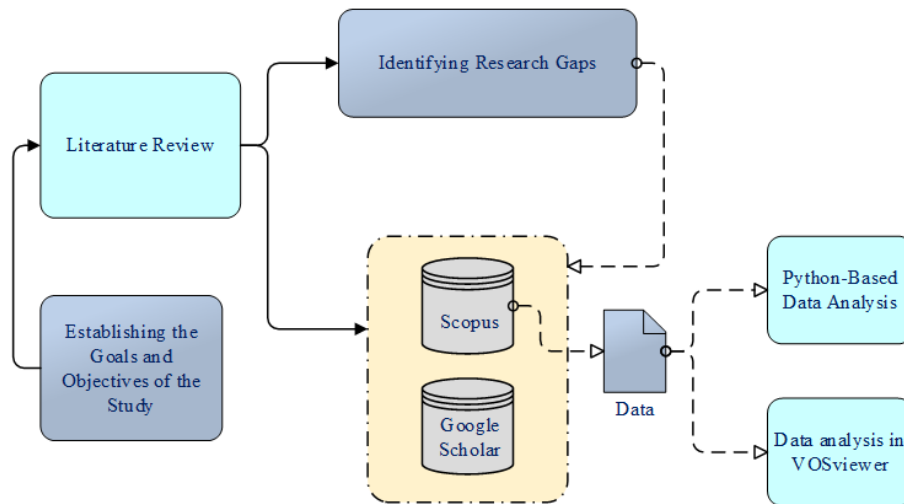 Identifying Research Gaps
Literature Review
Establishing the
Goals and
Objectives of the
Study
Scopus
Google
Scholar
Data
Python-Based
Data Analysis
Data analysis in
VOSviewer